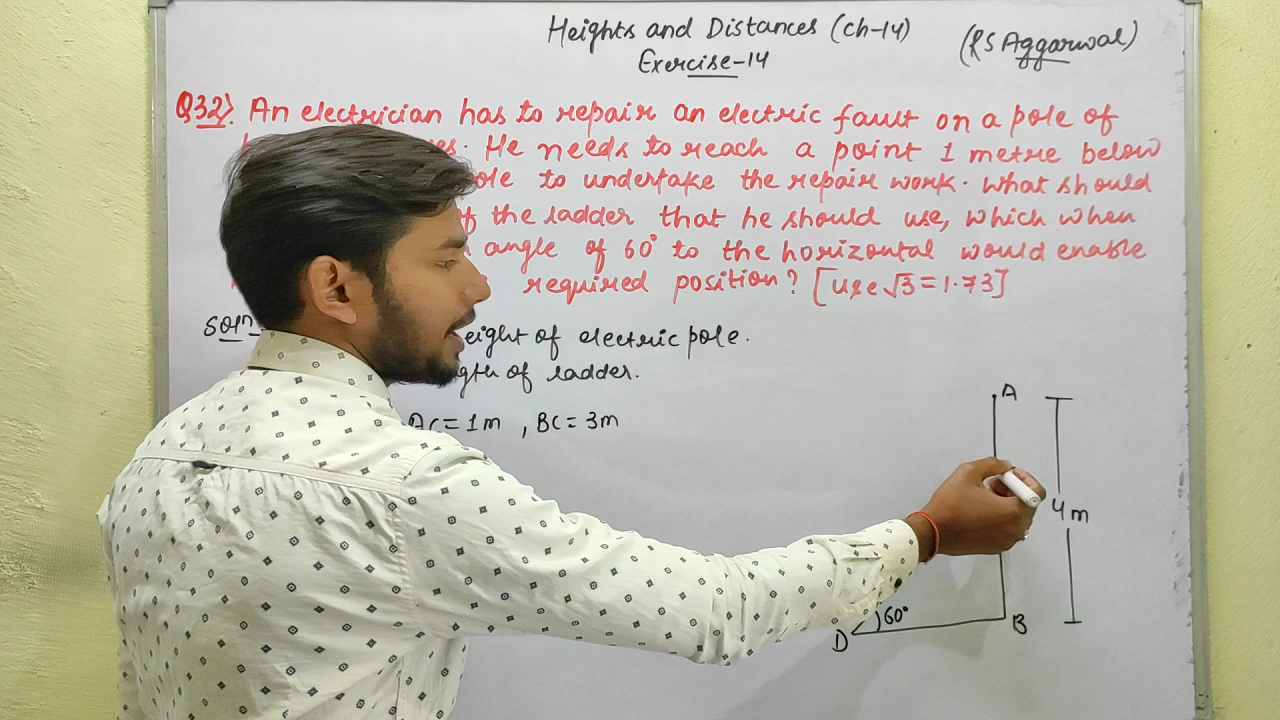 Heights and Distances (Ch-14)
(RS Aggarwal)
Exercise-14
Q32). An electrician has to repair an electric fault on a pole of
He needs to reach a point 1 metre below
to undertake the repair work. What should
the ladder that he should use, which when
angle of 60° to the horizontal would enable
required position? [use √3 = 1.73]
Soln
eight of electric pole.
gth of ladder.
AC = 1m , BC = 3m
A
4m
60°
B
D